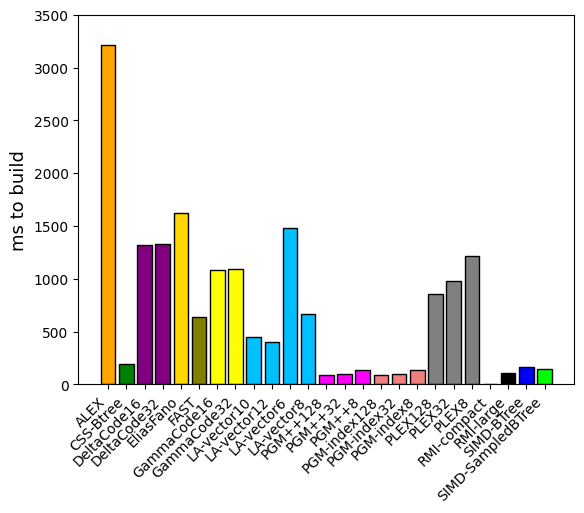 3500
3000
2500
2000
1500
1000
500
0
ms to build
ALEX
CSS-Btree
DeltaCode16
DeltaCode32
EliasFano
FAST
GammaCode16
GammaCode32
LA-vector10
LA-vector12
LA-vector6
LA-vector8
PGM++128
PGM++32
PGM++8
PGM-index128
PGM-index32
PGM-index8
PLEX128
PLEX32
PLEX8
RMI-compact
RMI-large
SIMD-BTree
SIMD-SampledBTree